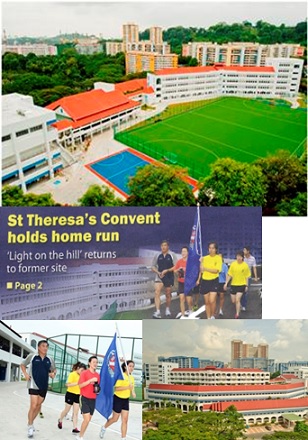 St Theresa's Convent
holds home run
'Light on the hill' returns
to former site
■ Page 2